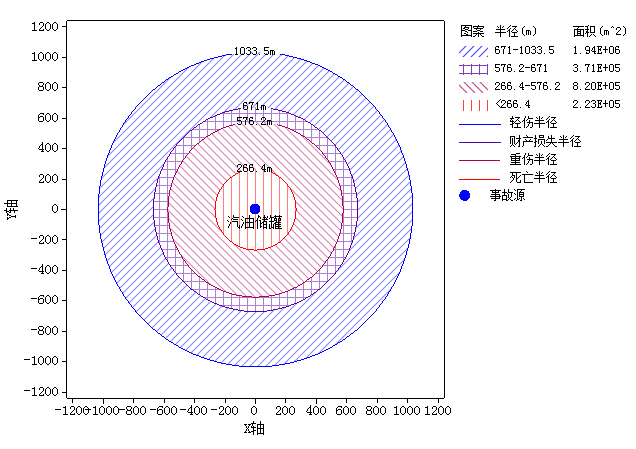 1200
1000
800
600
400
200
0
-200
-400
-600
-800
-1000
-1200
Y轴
1033.5m
671m
576.2m
266.4m
汽油储罐
-1200 -1000 -800 -600 -400 -200 0 200 400 600 800 1000 1200
X轴
图案 半径(m) 面积(m^2)
671-1033.5 1.94E+06
576.2-671 3.71E+05
266.4-576.2 8.20E+05
<266.4 2.23E+05
轻伤半径
财产损失半径
重伤半径
死亡半径
事故源